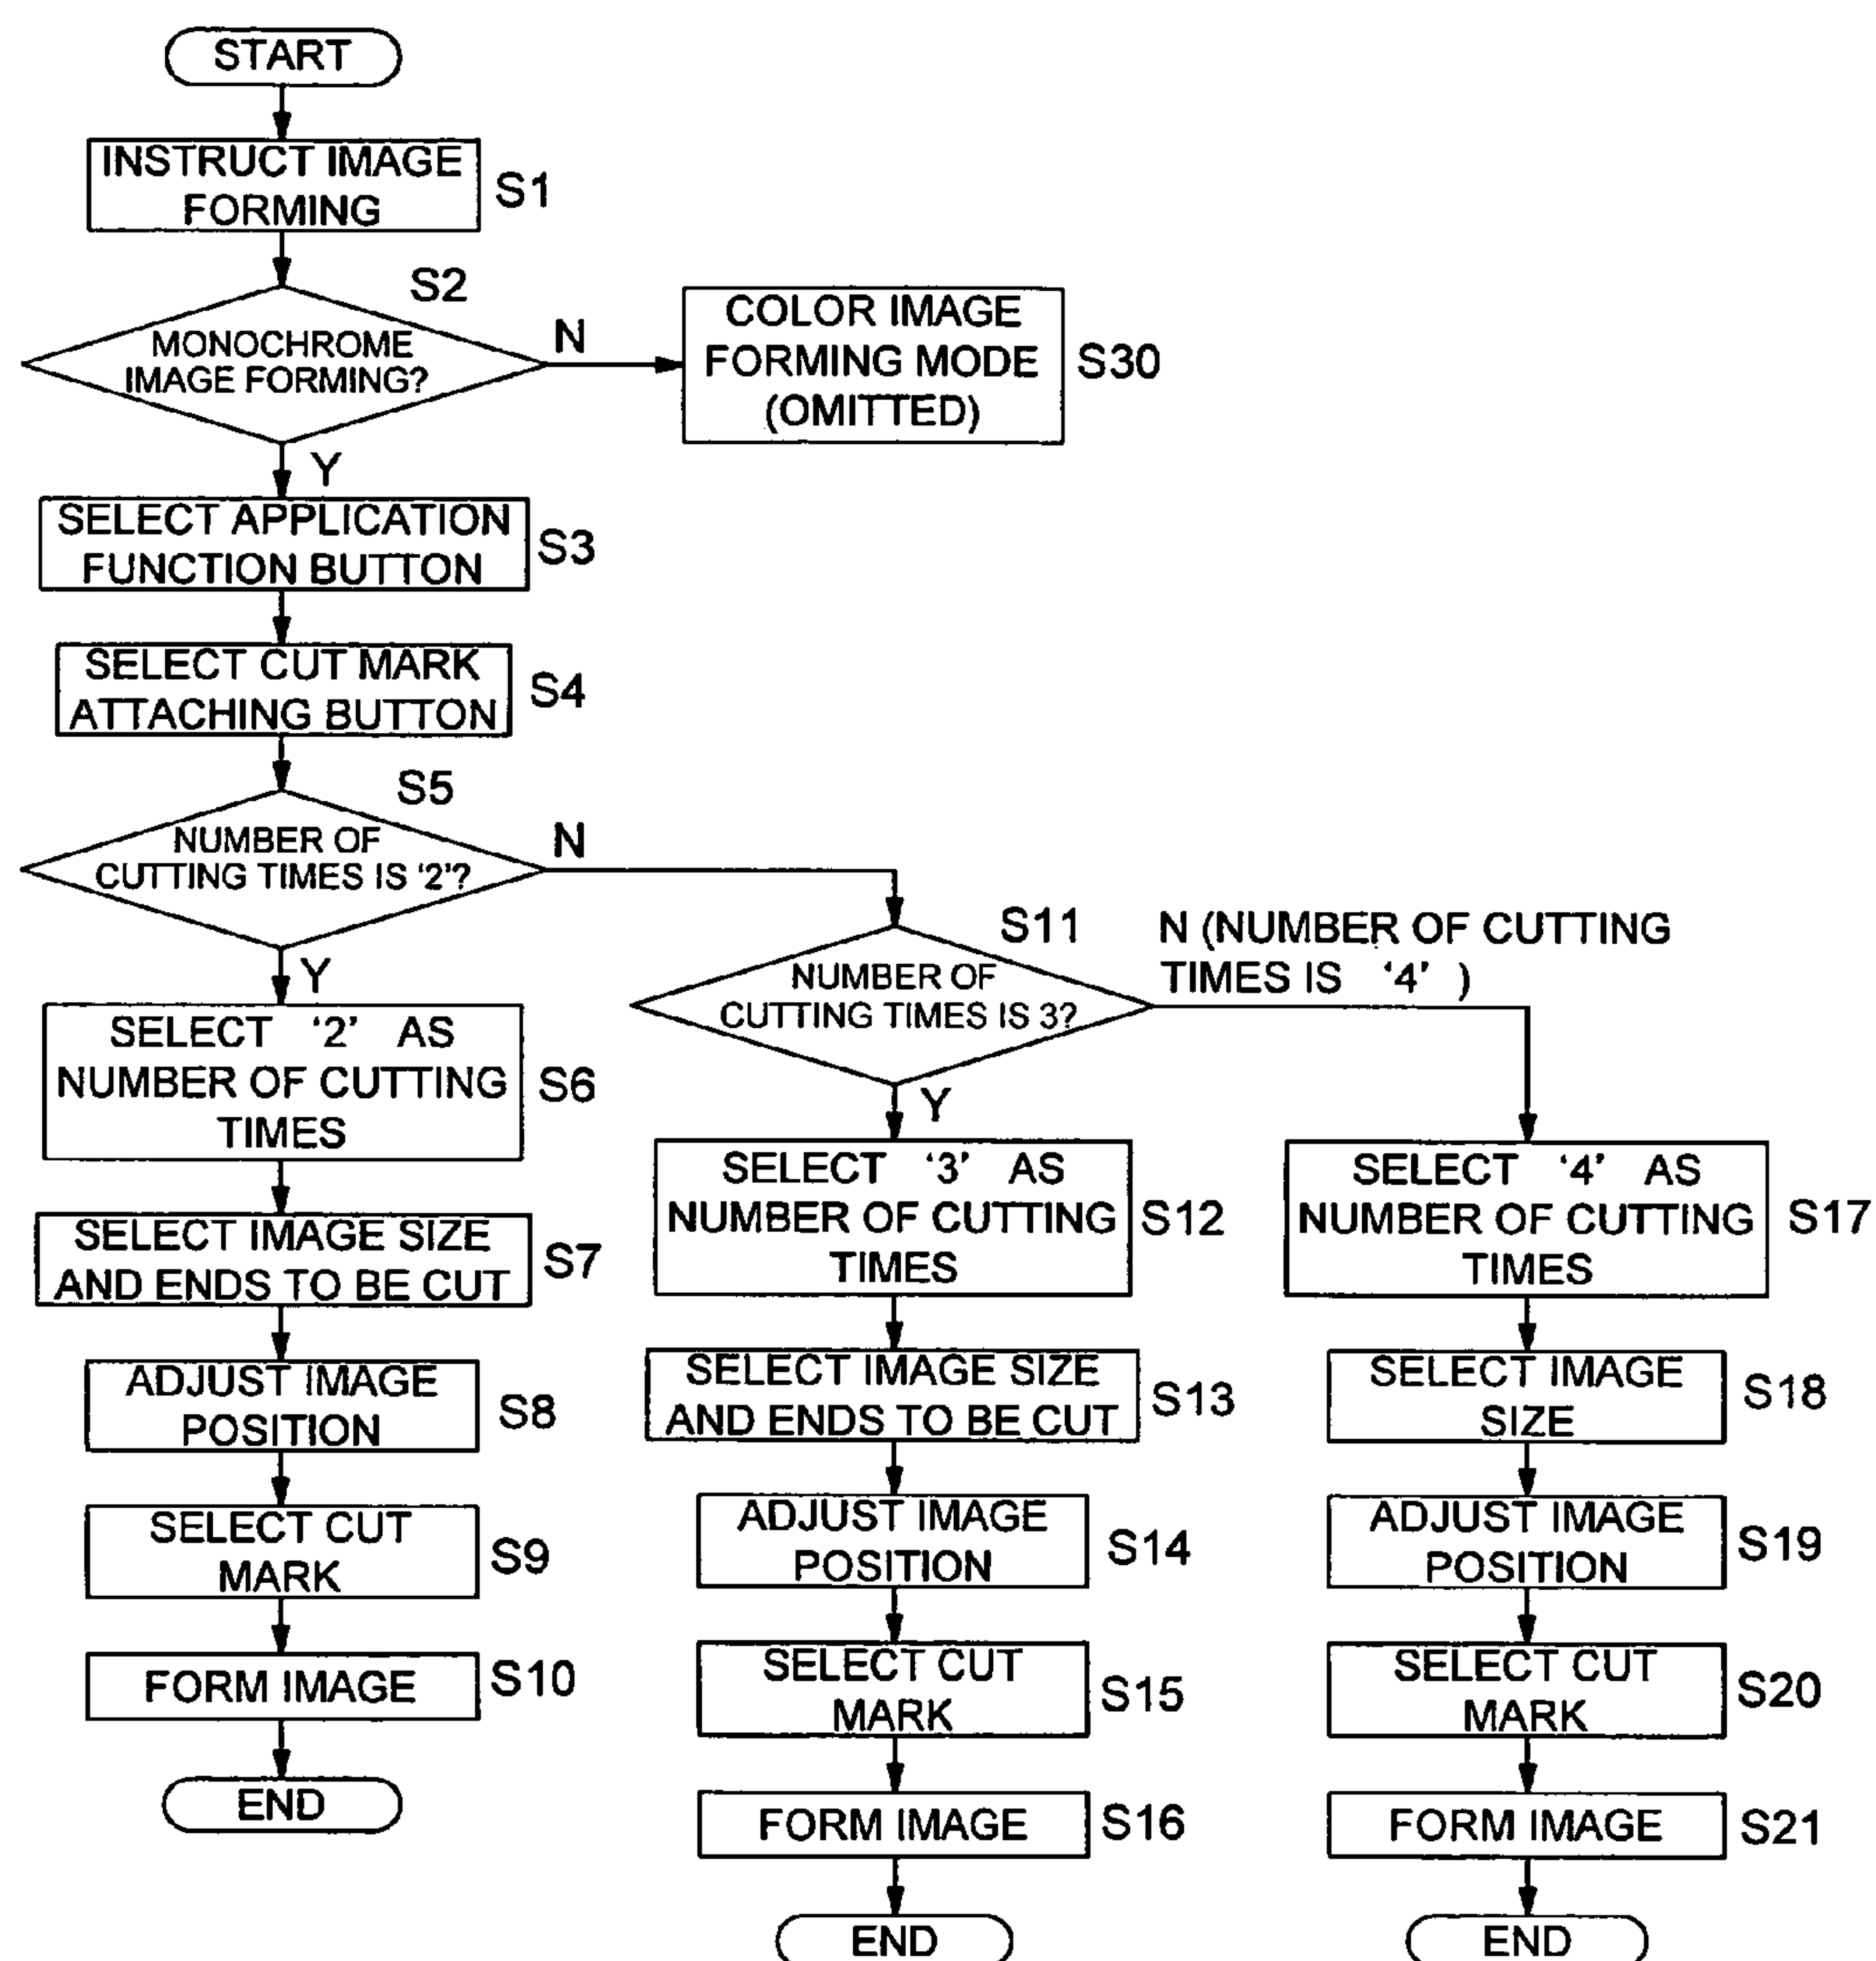 START
INSTRUCT IMAGE
FORMING
S1
S2
MONOCHROME
IMAGE FORMING?
N
COLOR IMAGE
FORMING MODE
(OMITTED)
S30
Y
SELECT APPLICATION
FUNCTION BUTTON
S3
SELECT CUT MARK
ATTACHING BUTTON
S4
S5
NUMBER OF
CUTTING TIMES IS ‘2’?
N
Y
SELECT ‘2’ AS
NUMBER OF CUTTING
TIMES
S6
SELECT IMAGE SIZE
AND ENDS TO BE CUT
S7
ADJUST IMAGE
POSITION
S8
SELECT CUT
MARK
S9
FORM IMAGE
S10
END
S11
NUMBER OF
CUTTING TIMES IS 3?
N (NUMBER OF CUTTING
TIMES IS ‘4’ )
Y
SELECT ‘3’ AS
NUMBER OF CUTTING
TIMES
S12
SELECT IMAGE SIZE
AND ENDS TO BE CUT
S13
ADJUST IMAGE
POSITION
S14
SELECT CUT
MARK
S15
FORM IMAGE
S16
END
SELECT ‘4’ AS
NUMBER OF CUTTING
TIMES
S17
SELECT IMAGE
SIZE
S18
ADJUST IMAGE
POSITION
S19
SELECT CUT
MARK
S20
FORM IMAGE
S21
END